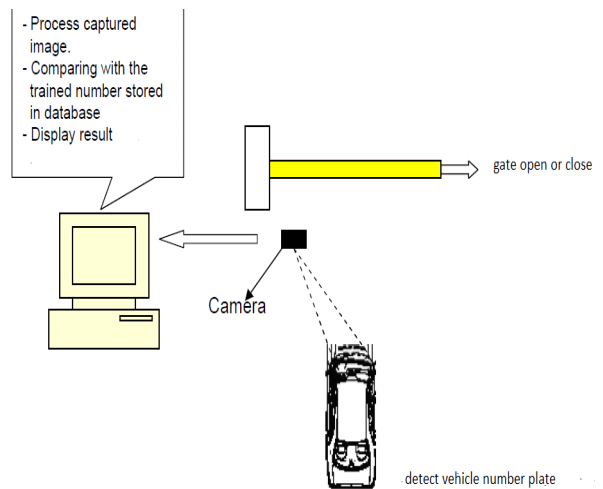 - Process captured
image.
- Comparing with the
trained number stored
in database
- Display result
gate open or close
Camera
detect vehicle number plate